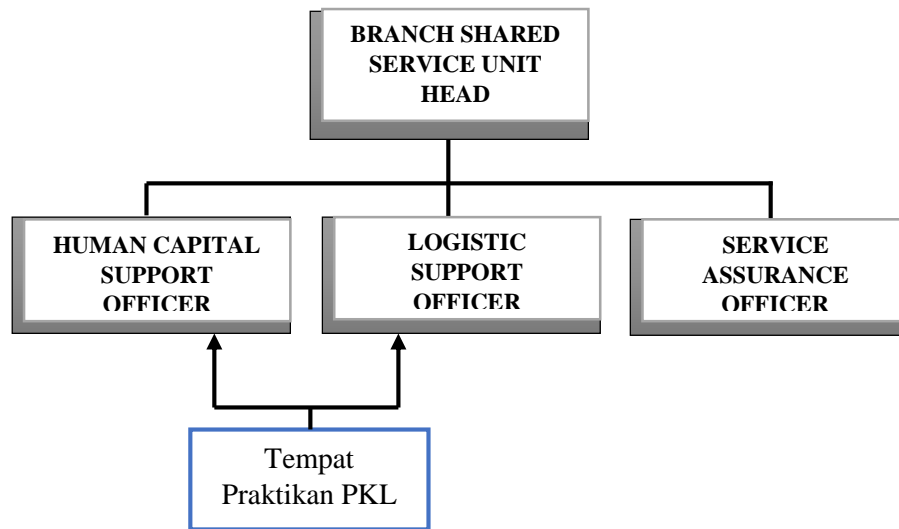 BRANCH SHARED
SERVICE UNIT
HEAD
HUMAN CAPITAL
SUPPORT
OFFICER
LOGISTIC
SUPPORT
OFFICER
SERVICE
ASSURANCE
OFFICER
Tempat
Praktikan PKL